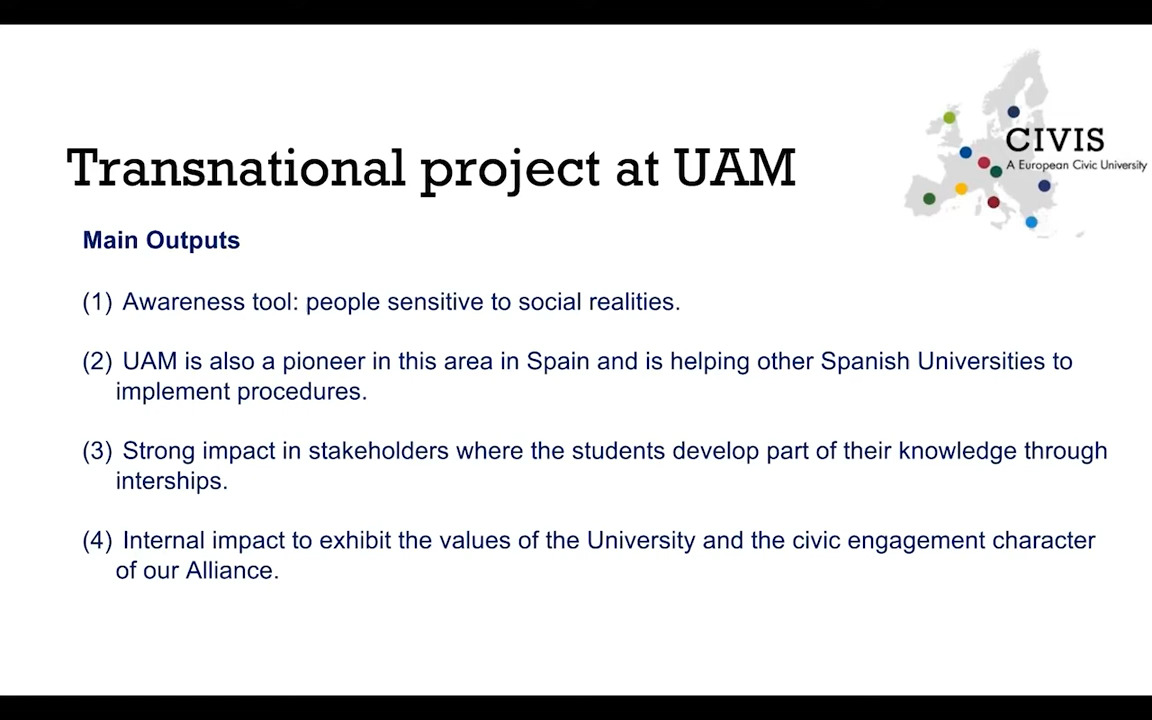 CIVIS
A European Civic University
Transnational project at UAM
Main Outputs
(1) Awareness tool: people sensitive to social realities.
(2) UAM is also a pioneer in this area in Spain and is helping other Spanish Universities to
implement procedures.
(3) Strong impact in stakeholders where the students develop part of their knowledge through
interships.
(4) Internal impact to exhibit the values of the University and the civic engagement character
of our Alliance.